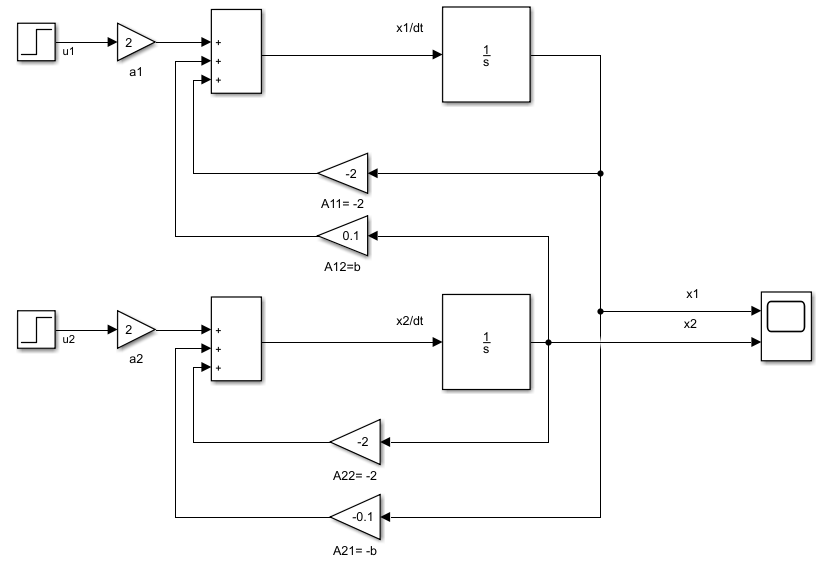 x1/dt
2
+
+
+
1
s
u1
a1
-2
A11= -2
0.1
A12=b
x1
x2/dt
2
+
+
+
1
s
x2
u2
a2
-2
A22= -2
-0.1
A21= -b